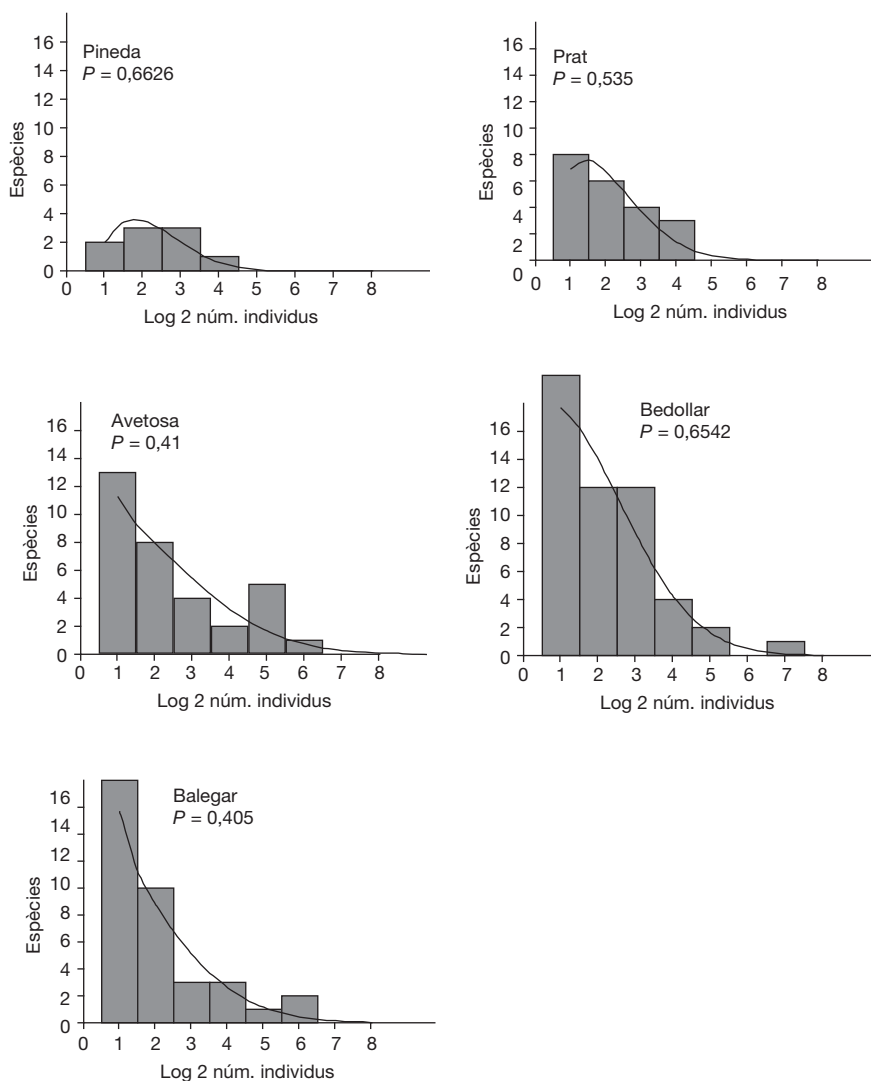 Pineda
P = 0,6626
Espècies
16
14
12
10
8
6
4
2
0
0 1 2 3 4 5 6 7 8
Log 2 núm. individus
Prat
P = 0,535
Espècies
16
14
12
10
8
6
4
2
0
0 1 2 3 4 5 6 7 8
Log 2 núm. individus
Avetosa
P = 0,41
Espècies
16
14
12
10
8
6
4
2
0
0 1 2 3 4 5 6 7 8
Log 2 núm. individus
Bedollar
P = 0,6542
Espècies
16
14
12
10
8
6
4
2
0
0 1 2 3 4 5 6 7 8
Log 2 núm. individus
Balegar
P = 0,405
Espècies
16
14
12
10
8
6
4
2
0
0 1 2 3 4 5 6 7 8
Log 2 núm. individus